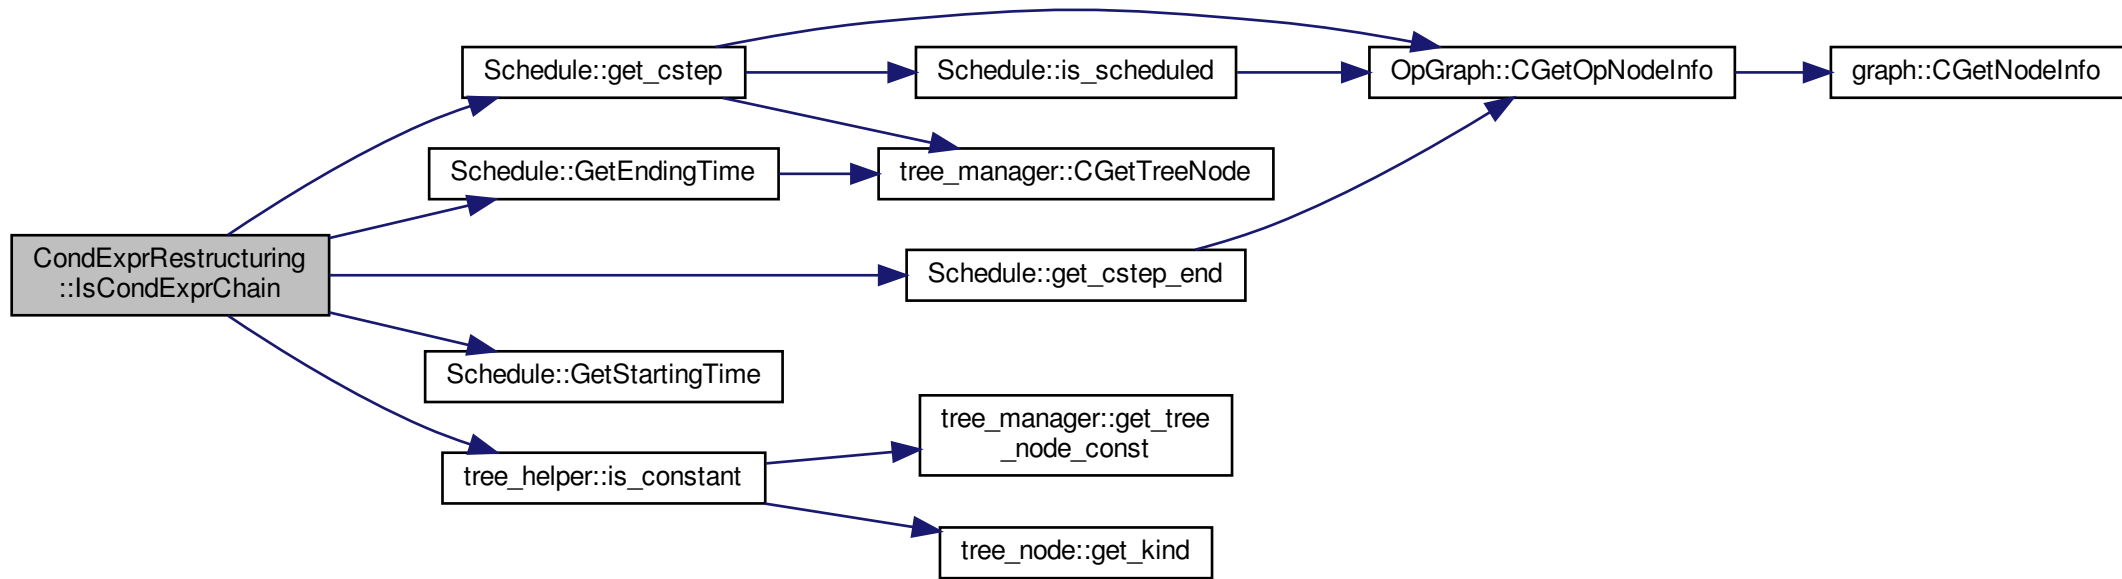 CondExprRestructuring
::IsCondExprChain
Schedule::get_cstep
Schedule::is_scheduled
OpGraph::CGetOpNodeInfo
graph::CGetNodeInfo
Schedule::GetEndingTime
tree_manager::CGetTreeNode
Schedule::get_cstep_end
Schedule::GetStartingTime
tree_helper::is_constant
tree_manager::get_tree
_node_const
tree_node::get_kind